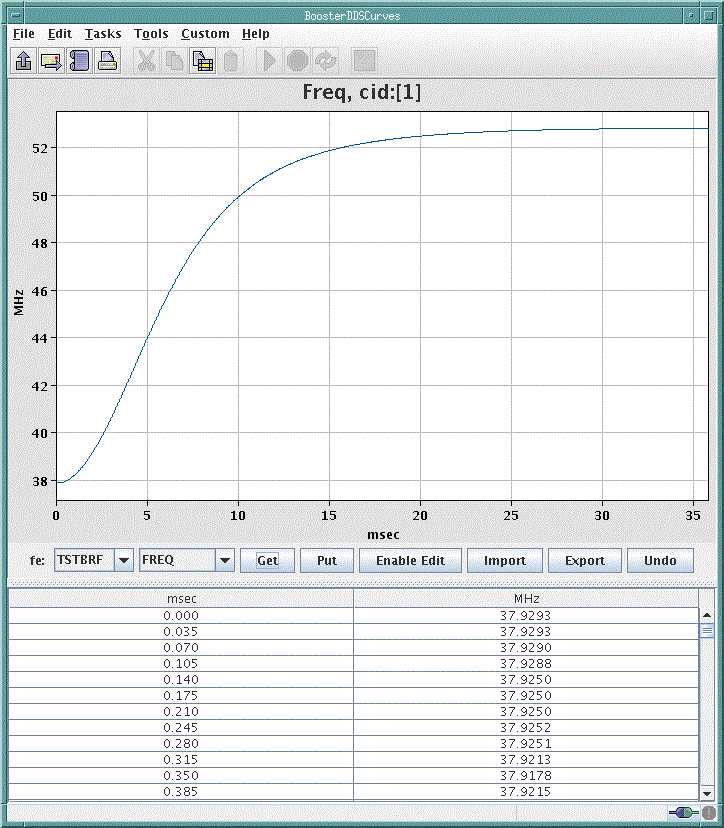 BoosterDDSCurves
File Edit Tasks Tools Custom Help
Freq, cid:[1]
MHz
52
50
48
46
44
42
40
38
0 5 10 15 20 25 30 35
msec
fe: TSTBRF FREQ Get Put Enable Edit Import Export Undo
msec MHz
0.000 37.9293
0.035 37.9293
0.070 37.9290
0.105 37.9288
0.140 37.9250
0.175 37.9250
0.210 37.9250
0.245 37.9252
0.280 37.9251
0.315 37.9213
0.350 37.9178
0.385 37.9215